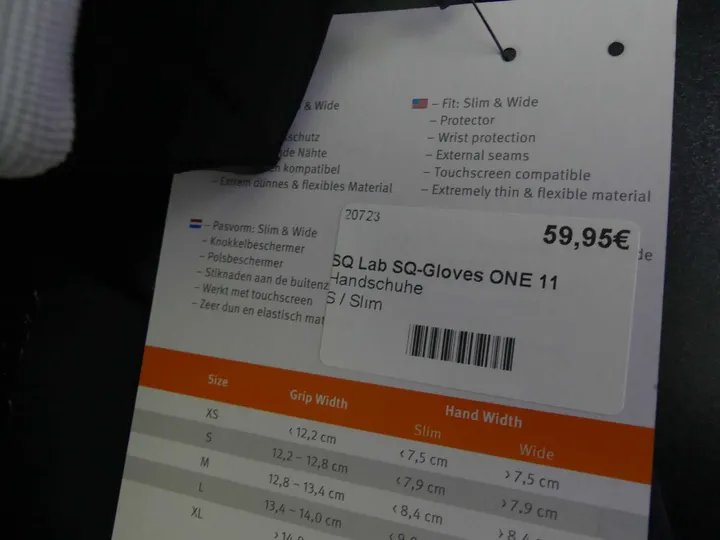 & Wide
kompatibel
– Extrem dünnes & flexibles Material
– Fit: Slim & Wide
– Protector
– Wrist protection
– External seams
– Touchscreen compatible
– Extremely thin & flexible material
– Pasvorm: Slim & Wide
– Kookkelbeschermer
– Polsbeschermer
– Stiknaden aan de buitenz
– Werkt met touchscreen
– Zeer dun en elastisch mat
de
20723
59,95€
SQ Lab SQ-Gloves ONE 11
Handschuhe
S / Slim
Size Grip Width Hand Width
Slim Wide
XS < 12,2 cm < 7,5 cm > 7,5 cm
S 12,2 – 12,8 cm < 7,9 cm > 7,9 cm
M 12,8 – 13,4 cm < 8,4 cm > 8,4
L 13,4 – 14,0 cm
XL